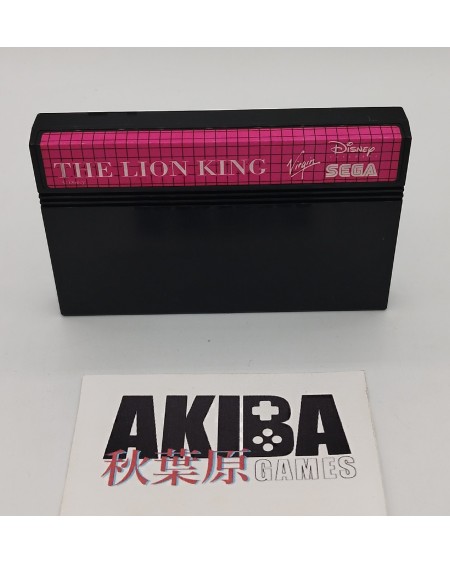 THE LION KING
Virgin
Disney
SEGA
AKIBA
秋葉原
GAMES